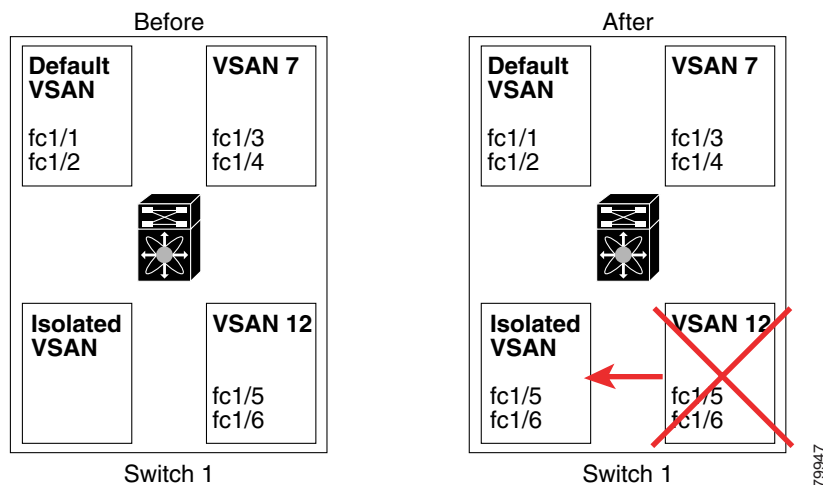 Before
Default
VSAN
fc1/1
fc1/2
VSAN 7
fc1/3
fc1/4
Isolated
VSAN
VSAN 12
fc1/5
fc1/6
Switch 1
After
Default
VSAN
fc1/1
fc1/2
VSAN 7
fc1/3
fc1/4
Isolated
VSAN
fc1/5
fc1/6
VSAN 12
fc1/5
fc1/6
Switch 1
79947